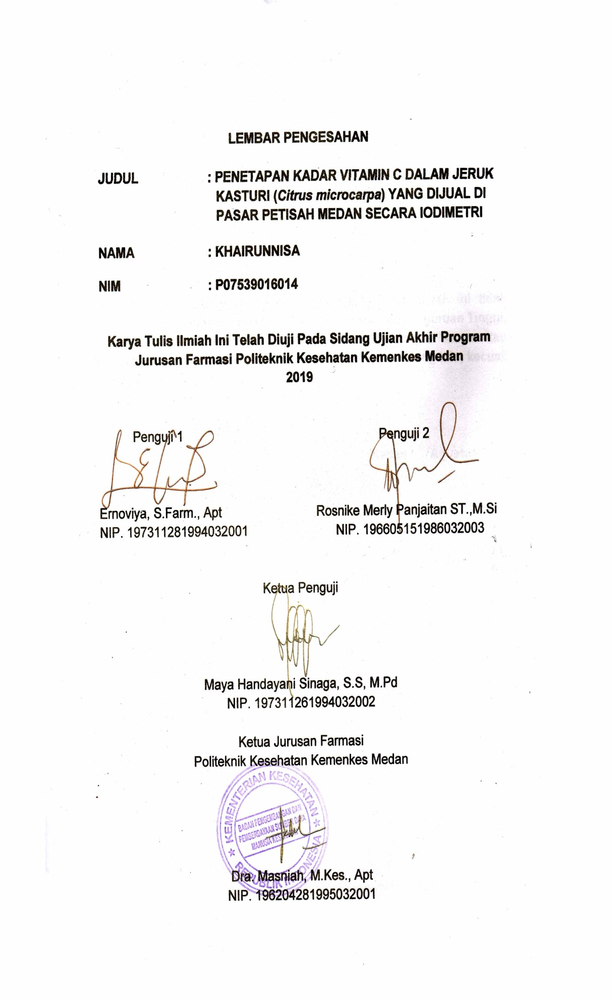 LEMBAR PENGESAHAN
JUDUL : PENETAPAN KADAR VITAMIN C DALAM JERUK
KASTURI (Citrus microcarpa) YANG DIJUAL DI
PASAR PETISAH MEDAN SECARA IODIMETRI
NAMA : KHAIRUNNISA
NIM : P07539016014
Karya Tulis Ilmiah Ini Telah Diuji Pada Sidang Ujian Akhir Program
Jurusan Farmasi Politeknik Kesehatan Kemenkes Medan
2019
Penguji 1
Penguji 2
Ernoviya, S.Farm., Apt
NIP. 197311281994032001
Rosnike Merly Panjaitan ST.,M.Si
NIP. 196605151986032003
Ketua Penguji
Maya Handayani Sinaga, S.S, M.Pd
NIP. 197311261994032002
Ketua Jurusan Farmasi
Politeknik Kesehatan Kemenkes Medan
KEMENTERIAN KESEHATAN
BADAN PENGEMBANGAN DAN
PEMBERDAYAAN SUMBER DAYA
MANUSIA KESEHATAN
REPUBLIK INDONESIA
Dra. Masniah, M.Kes., Apt
NIP. 196204281995032001